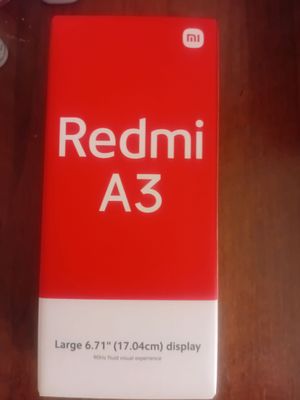 mi
Redmi
A3
Large 6.71" (17.04cm) display
90Hz fluid visual experience